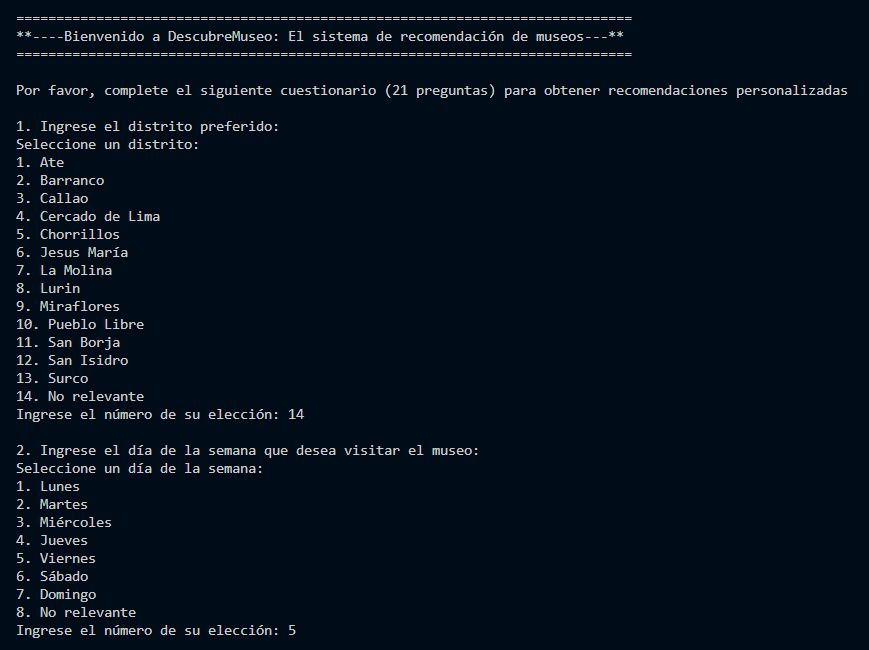 =============================================================================
**----Bienvenido a DescubreMuseo: El sistema de recomendación de museos---**
=============================================================================
Por favor, complete el siguiente cuestionario (21 preguntas) para obtener recomendaciones personalizadas
1. Ingrese el distrito preferido:
Seleccione un distrito:
1. Ate
2. Barranco
3. Callao
4. Cercado de Lima
5. Chorrillos
6. Jesus María
7. La Molina
8. Lurin
9. Miraflores
10. Pueblo Libre
11. San Borja
12. San Isidro
13. Surco
14. No relevante
Ingrese el número de su elección: 14
2. Ingrese el día de la semana que desea visitar el museo:
Seleccione un día de la semana:
1. Lunes
2. Martes
3. Miércoles
4. Jueves
5. Viernes
6. Sábado
7. Domingo
8. No relevante
Ingrese el número de su elección: 5